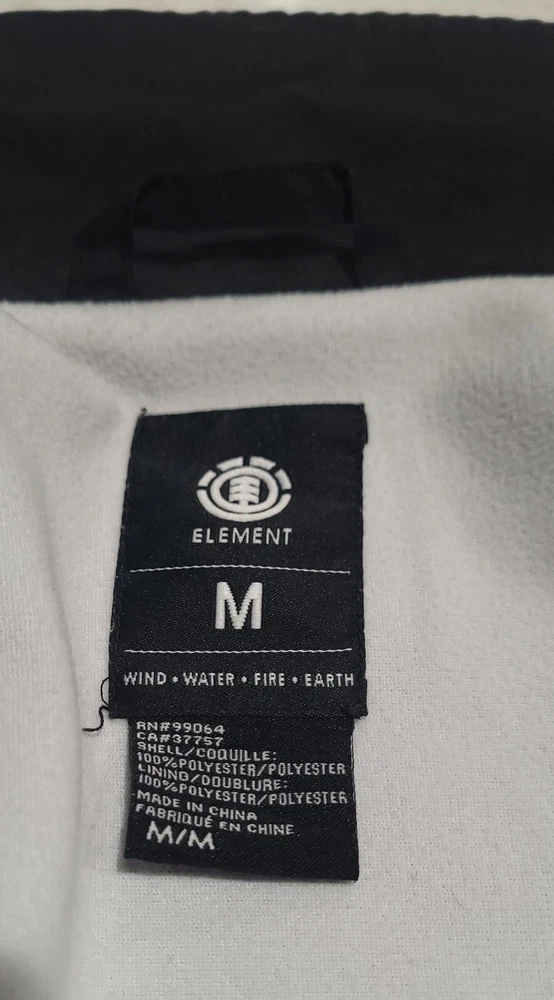 ELEMENT
M
WIND • WATER • FIRE • EARTH
RN#99064
CA#37757
SHELL/COQUILLE:
100%POLYESTER/POLYESTER
LINING/DOUBLURE:
100%POLYESTER/POLYESTER
MADE IN CHINA
FABRIQUÉ EN CHINE
M/M